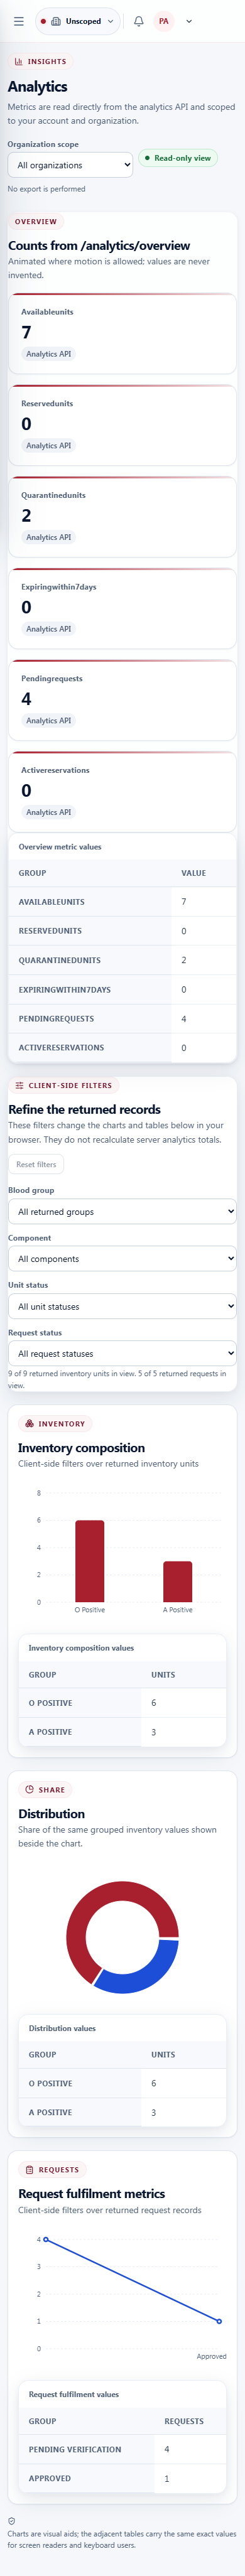 Unscoped
PA
INSIGHTS
Analytics
Metrics are read directly from the analytics API and scoped
to your account and organization.
Organization scope
All organizations
Read-only view
No export is performed
OVERVIEW
Counts from /analytics/overview
Animated where motion is allowed; values are never
invented.
Availableunits
7
Analytics API
Reservedunits
0
Analytics API
Quarantinedunits
2
Analytics API
Expiringwithin7days
0
Analytics API
Pendingrequests
4
Analytics API
Activereservations
0
Analytics API
Overview metric values
GROUP VALUE
AVAILABLEUNITS 7
RESERVEDUNITS 0
QUARANTINEDUNITS 2
EXPIRINGWITHIN7DAYS 0
PENDINGREQUESTS 4
ACTIVERESERVATIONS 0
CLIENT-SIDE FILTERS
Refine the returned records
These filters change the charts and tables below in your
browser. They do not recalculate server analytics totals.
Reset filters
Blood group
All returned groups
Component
All components
Unit status
All unit statuses
Request status
All request statuses
9 of 9 returned inventory units in view. 5 of 5 returned requests in
view.
INVENTORY
Inventory composition
Client-side filters over returned inventory units
8
6
4
2
0
O Positive A Positive
Inventory composition values
GROUP UNITS
O POSITIVE 6
A POSITIVE 3
SHARE
Distribution
Share of the same grouped inventory values shown
beside the chart.
Distribution values
GROUP UNITS
O POSITIVE 6
A POSITIVE 3
REQUESTS
Request fulfilment metrics
Client-side filters over returned request records
4
3
2
1
0
Approved
Request fulfilment values
GROUP REQUESTS
PENDING VERIFICATION 4
APPROVED 1
Charts are visual aids; the adjacent tables carry the same exact values
for screen readers and keyboard users.